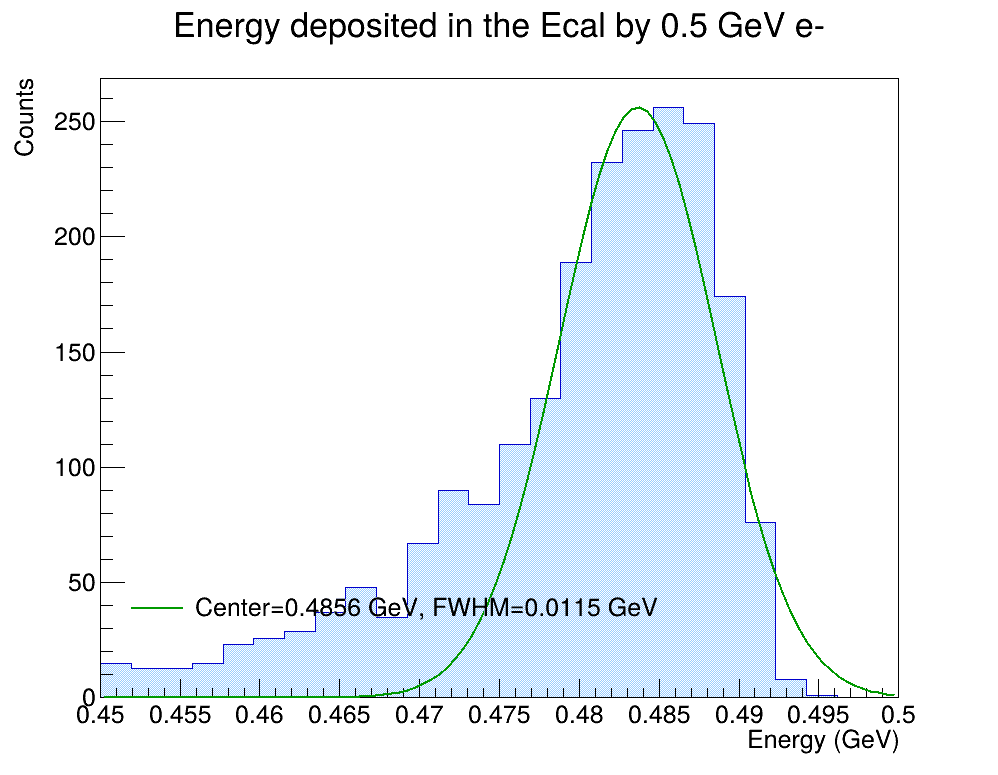 Energy deposited in the Ecal by 0.5 GeV e-
Counts
250
200
150
100
50
0
Center=0.4856 GeV, FWHM=0.0115 GeV
0.45 0.455 0.46 0.465 0.47 0.475 0.48 0.485 0.49 0.495 0.5
Energy (GeV)